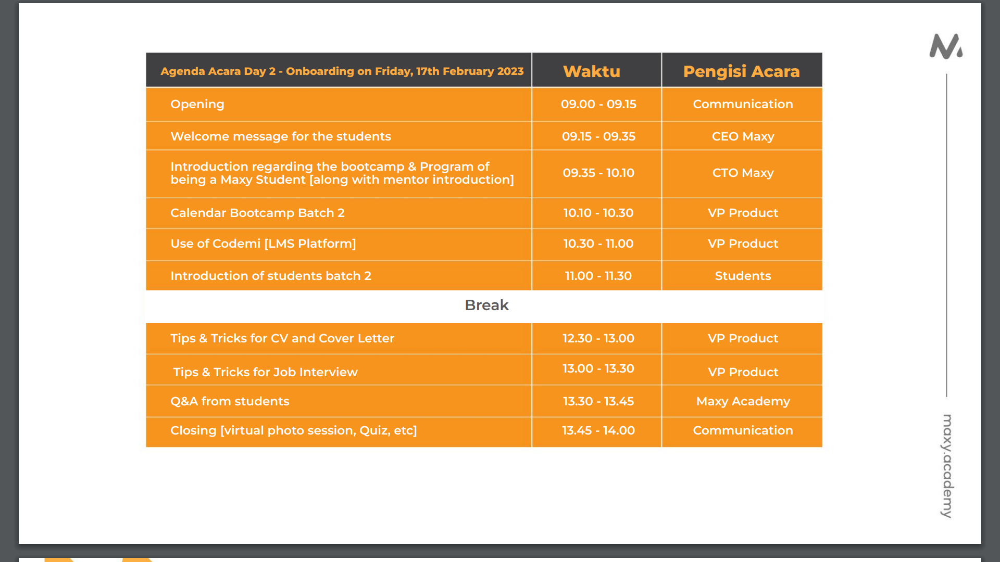 Agenda Acara Day 2 - Onboarding on Friday, 17th February 2023 Waktu Pengisi Acara
Opening 09.00 - 09.15 Communication
Welcome message for the students 09.15 - 09.35 CEO Maxy
Introduction regarding the bootcamp & Program of
being a Maxy Student [along with mentor introduction] 09.35 - 10.10 CTO Maxy
Calendar Bootcamp Batch 2 10.10 - 10.30 VP Product
Use of Codemi [LMS Platform] 10.30 - 11.00 VP Product
Introduction of students batch 2 11.00 - 11.30 Students
Break
Tips & Tricks for CV and Cover Letter 12.30 - 13.00 VP Product
Tips & Tricks for Job Interview 13.00 - 13.30 VP Product
Q&A from students 13.30 - 13.45 Maxy Academy
Closing [virtual photo session, Quiz, etc] 13.45 - 14.00 Communication
maxy.academy